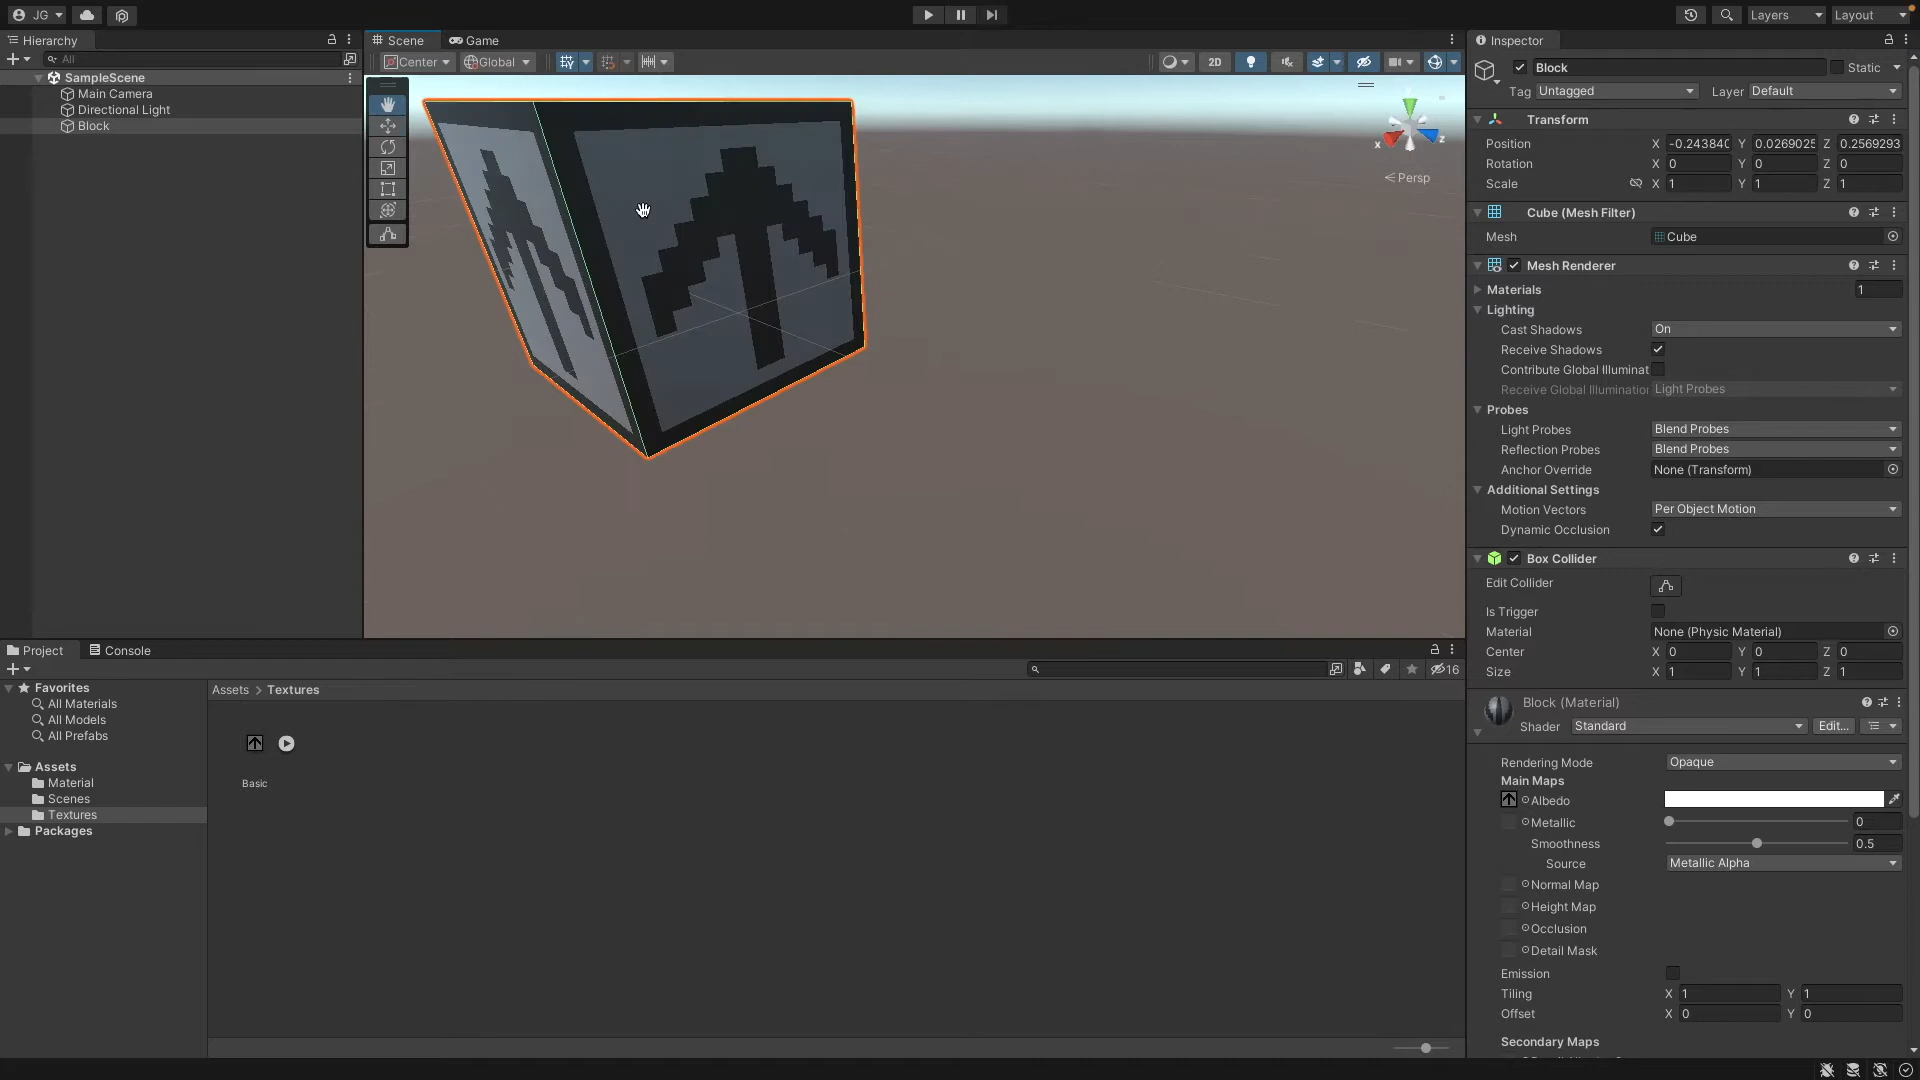 JG
Layers
Layout
Hierarchy
All
SampleScene
Main Camera
Directional Light
Block
Scene
Game
Center
Global
2D
x
z
Persp
Inspector
Block
Static
Tag Untagged
Layer Default
Transform
Position X -0.24384( Y 0.0269025 Z 0.2569293
Rotation X 0 Y 0 Z 0
Scale X 1 Y 1 Z 1
Cube (Mesh Filter)
Mesh Cube
Mesh Renderer
Materials 1
Lighting
Cast Shadows On
Receive Shadows
Contribute Global Illuminat
Receive Global Illumination Light Probes
Probes
Light Probes Blend Probes
Reflection Probes Blend Probes
Anchor Override None (Transform)
Additional Settings
Motion Vectors Per Object Motion
Dynamic Occlusion
Box Collider
Edit Collider
Is Trigger
Material None (Physic Material)
Center X 0 Y 0 Z 0
Size X 1 Y 1 Z 1
Block (Material)
Shader Standard Edit...
Rendering Mode Opaque
Main Maps
Albedo
Metallic 0
Smoothness 0.5
Source Metallic Alpha
Normal Map
Height Map
Occlusion
Detail Mask
Emission
Tiling X 1 Y 1
Offset X 0 Y 0
Secondary Maps
Project
Console
16
Favorites
All Materials
All Models
All Prefabs
Assets
Material
Scenes
Textures
Packages
Assets > Textures
Basic